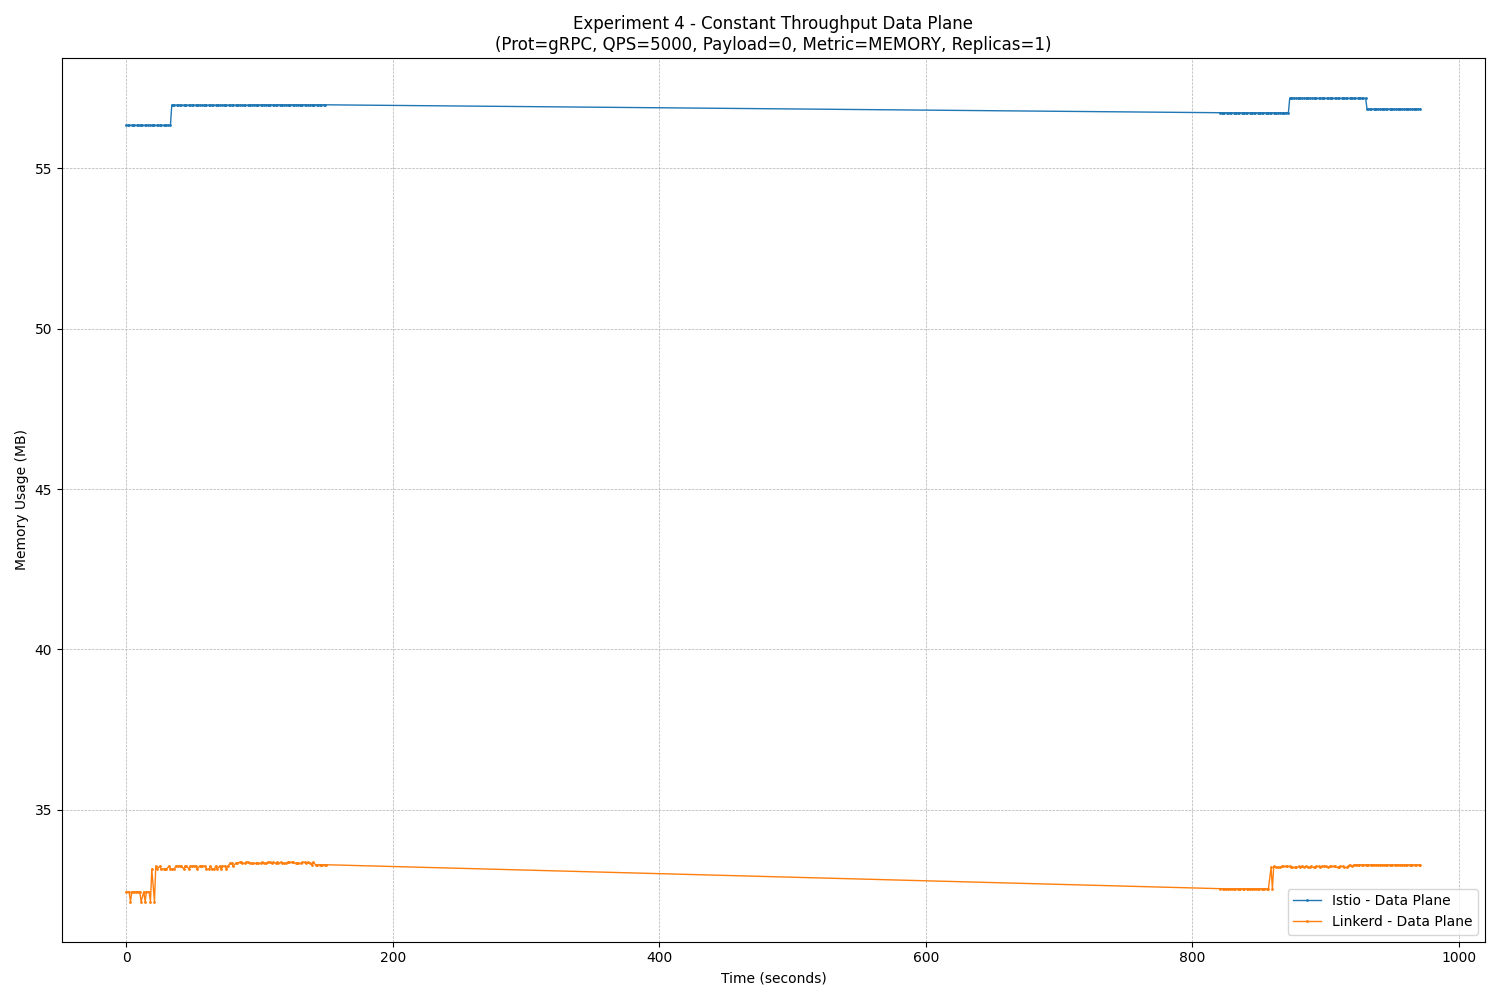 Experiment 4 - Constant Throughput Data Plane
(Prot=gRPC, QPS=5000, Payload=0, Metric=MEMORY, Replicas=1)
Memory Usage (MB)
55
50
45
40
35
Istio - Data Plane
Linkerd - Data Plane
0
200
400
600
800
1000
Time (seconds)